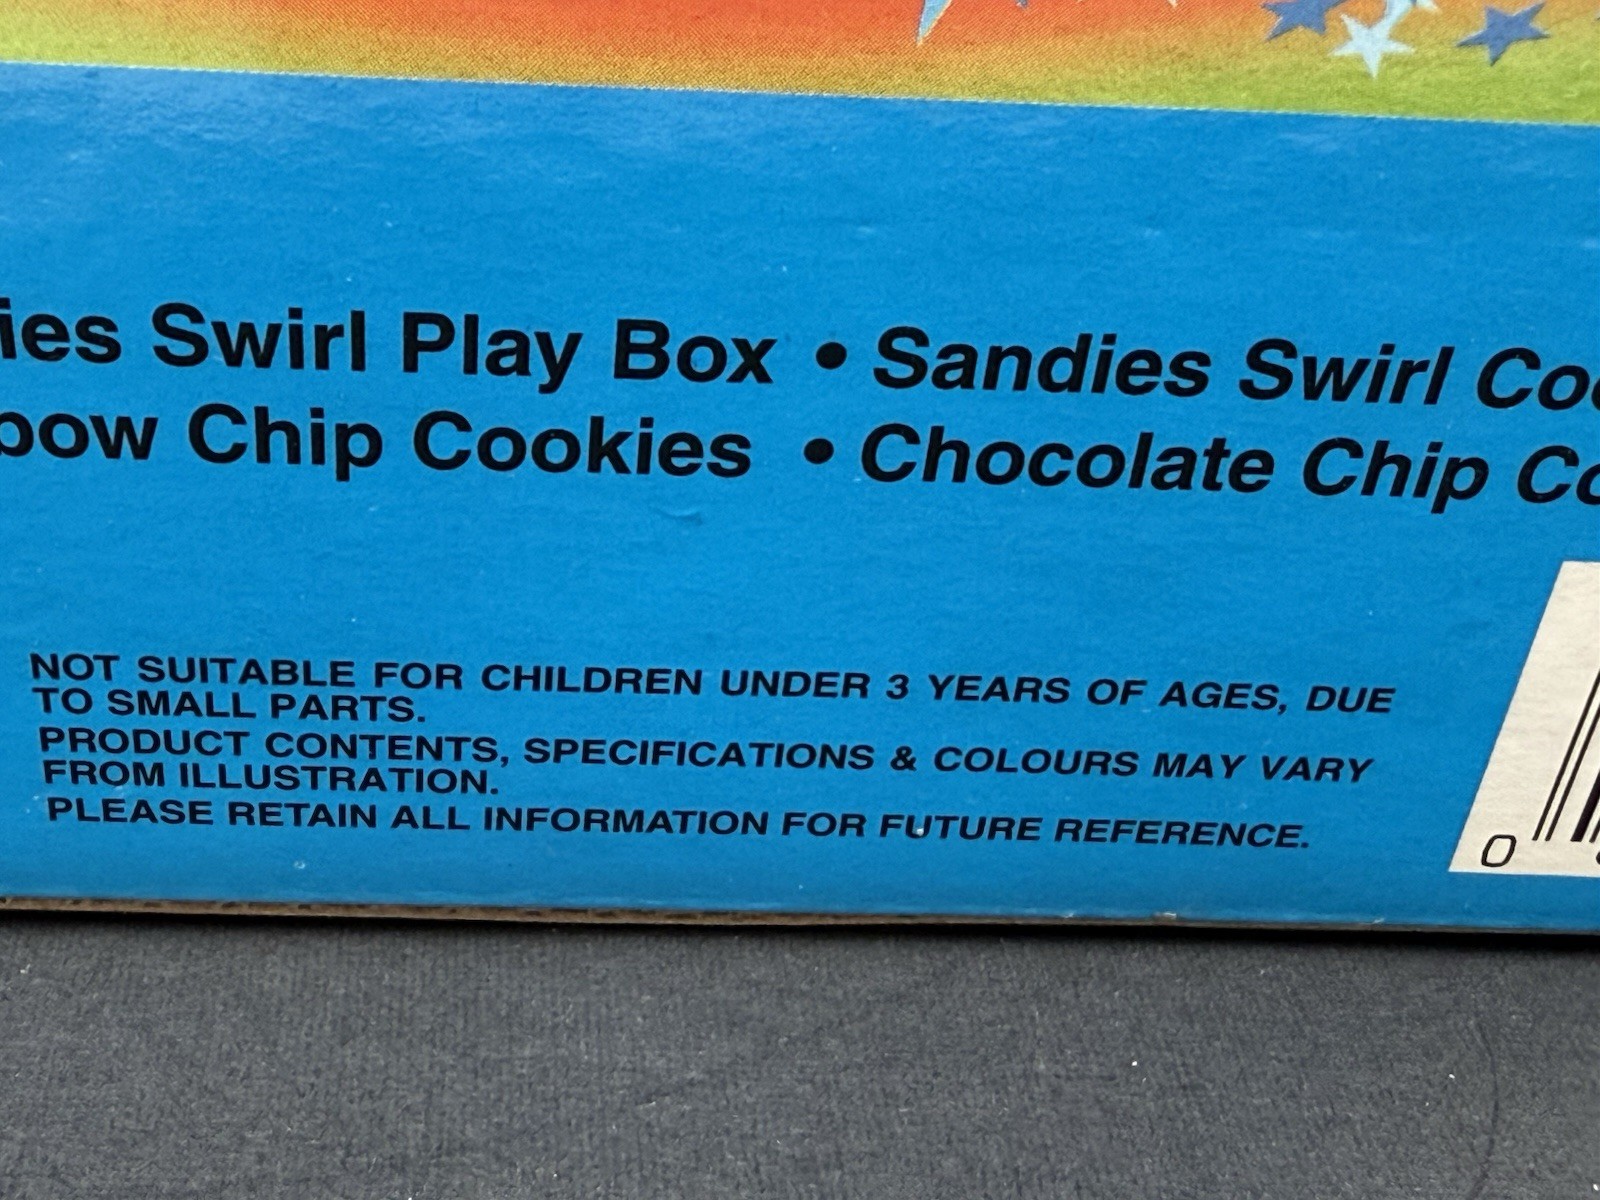 ies Swirl Play Box • Sandies Swirl Coo
bow Chip Cookies • Chocolate Chip Co
NOT SUITABLE FOR CHILDREN UNDER 3 YEARS OF AGES, DUE
TO SMALL PARTS.
PRODUCT CONTENTS, SPECIFICATIONS & COLOURS MAY VARY
FROM ILLUSTRATION.
PLEASE RETAIN ALL INFORMATION FOR FUTURE REFERENCE.
0